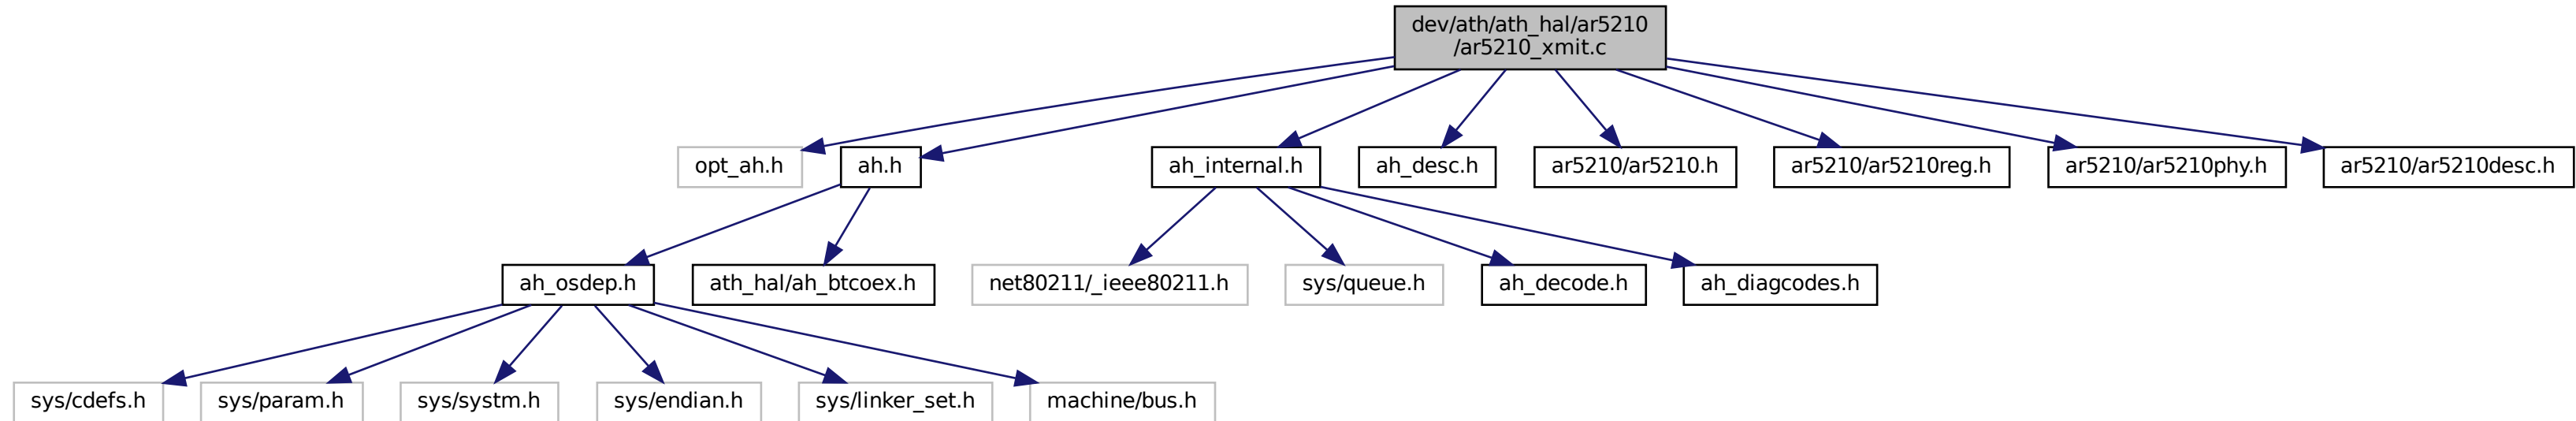 dev/ath/ath_hal/ar5210
/ar5210_xmit.c
opt_ah.h
ah.h
ah_internal.h
ah_desc.h
ar5210/ar5210.h
ar5210/ar5210reg.h
ar5210/ar5210phy.h
ar5210/ar5210desc.h
ah_osdep.h
ath_hal/ah_btcoex.h
net80211/_ieee80211.h
sys/queue.h
ah_decode.h
ah_diagcodes.h
sys/cdefs.h
sys/param.h
sys/systm.h
sys/endian.h
sys/linker_set.h
machine/bus.h